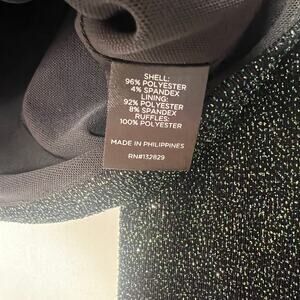 SHELL:
96% POLYESTER
4% SPANDEX
LINING:
92% POLYESTER
8% SPANDEX
RUFFLES:
100% POLYESTER
MADE IN PHILIPPINES
RN#132829